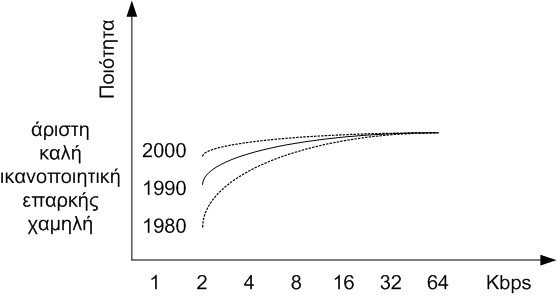 Ποιότητα
άριστη
καλή
ικανοποιητική
επαρκής
χαμηλή
2000
1990
1980
1 2 4 8 16 32 64 Kbps